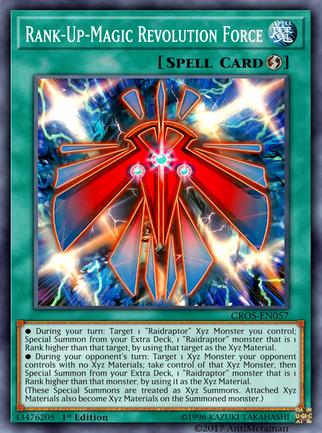 Rank-Up-Magic Revolution Force
[Spell Card]
CROS-EN057
● During your turn: Target 1 "Raidraptor" Xyz Monster you control;
Special Summon from your Extra Deck, 1 "Raidraptor" monster that is 1
Rank higher than that target, by using that target as the Xyz Material.
● During your opponent's turn: Target 1 Xyz Monster your opponent
controls with no Xyz Materials; take control of that Xyz Monster, then
Special Summon from your Extra Deck, 1 "Raidraptor" monster that is 1
Rank higher than that monster, by using it as the Xyz Material.
(These Special Summons are treated as Xyz Summons. Attached Xyz
Materials also become Xyz Materials on the Summoned monster.)
43476205 1st Edition ©1996 KAZUKI TAKAHASHI
©2017 AntiMetaman